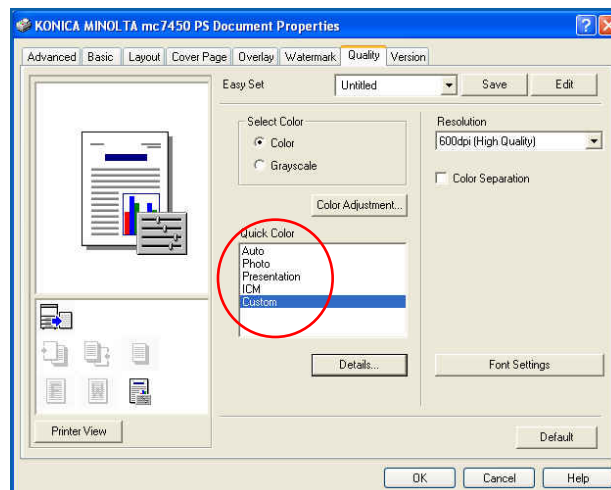 KONICA MINOLTA mc7450 PS Document Properties
Advanced Basic Layout Cover Page Overlay Watermark Quality Version
Easy Set Untitled Save Edit
Select Color
Color
Grayscale
Color Adjustment...
Quick Color
Auto
Photo
Presentation
ICM
Custom
Details...
Resolution
600dpi (High Quality)
Color Separation
Font Settings
Printer View
Default
OK Cancel Help